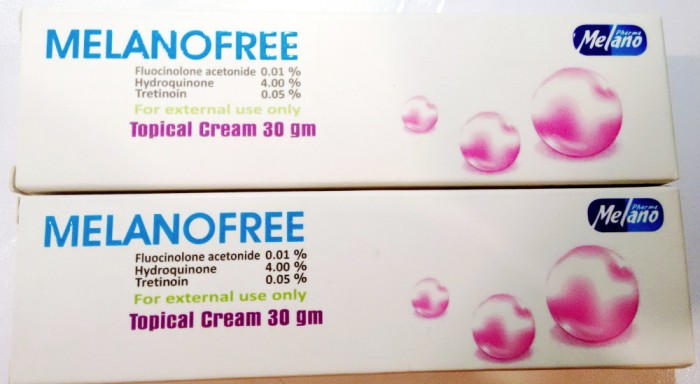 MELANOFREE
Pharma
Melano
Fluocinolone acetonide 0.01 %
Hydroquinone 4.00 %
Tretinoin 0.05 %
For external use only
Topical Cream 30 gm
MELANOFREE
Pharma
Melano
Fluocinolone acetonide 0.01 %
Hydroquinone 4.00 %
Tretinoin 0.05 %
For external use only
Topical Cream 30 gm